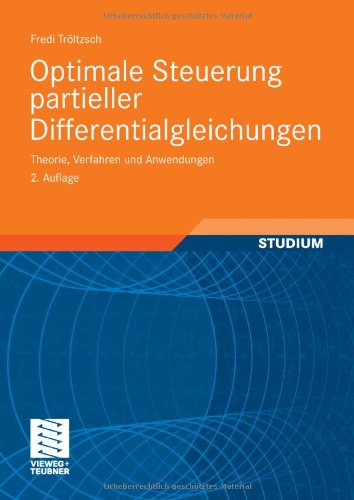 Fredi Tröltzsch
Optimale Steuerung
partieller
Differentialgleichungen
Theorie, Verfahren und Anwendungen
2. Auflage
STUDIUM
VIEWEG+
TEUBNER
Urheberrechtlich geschütztes Material